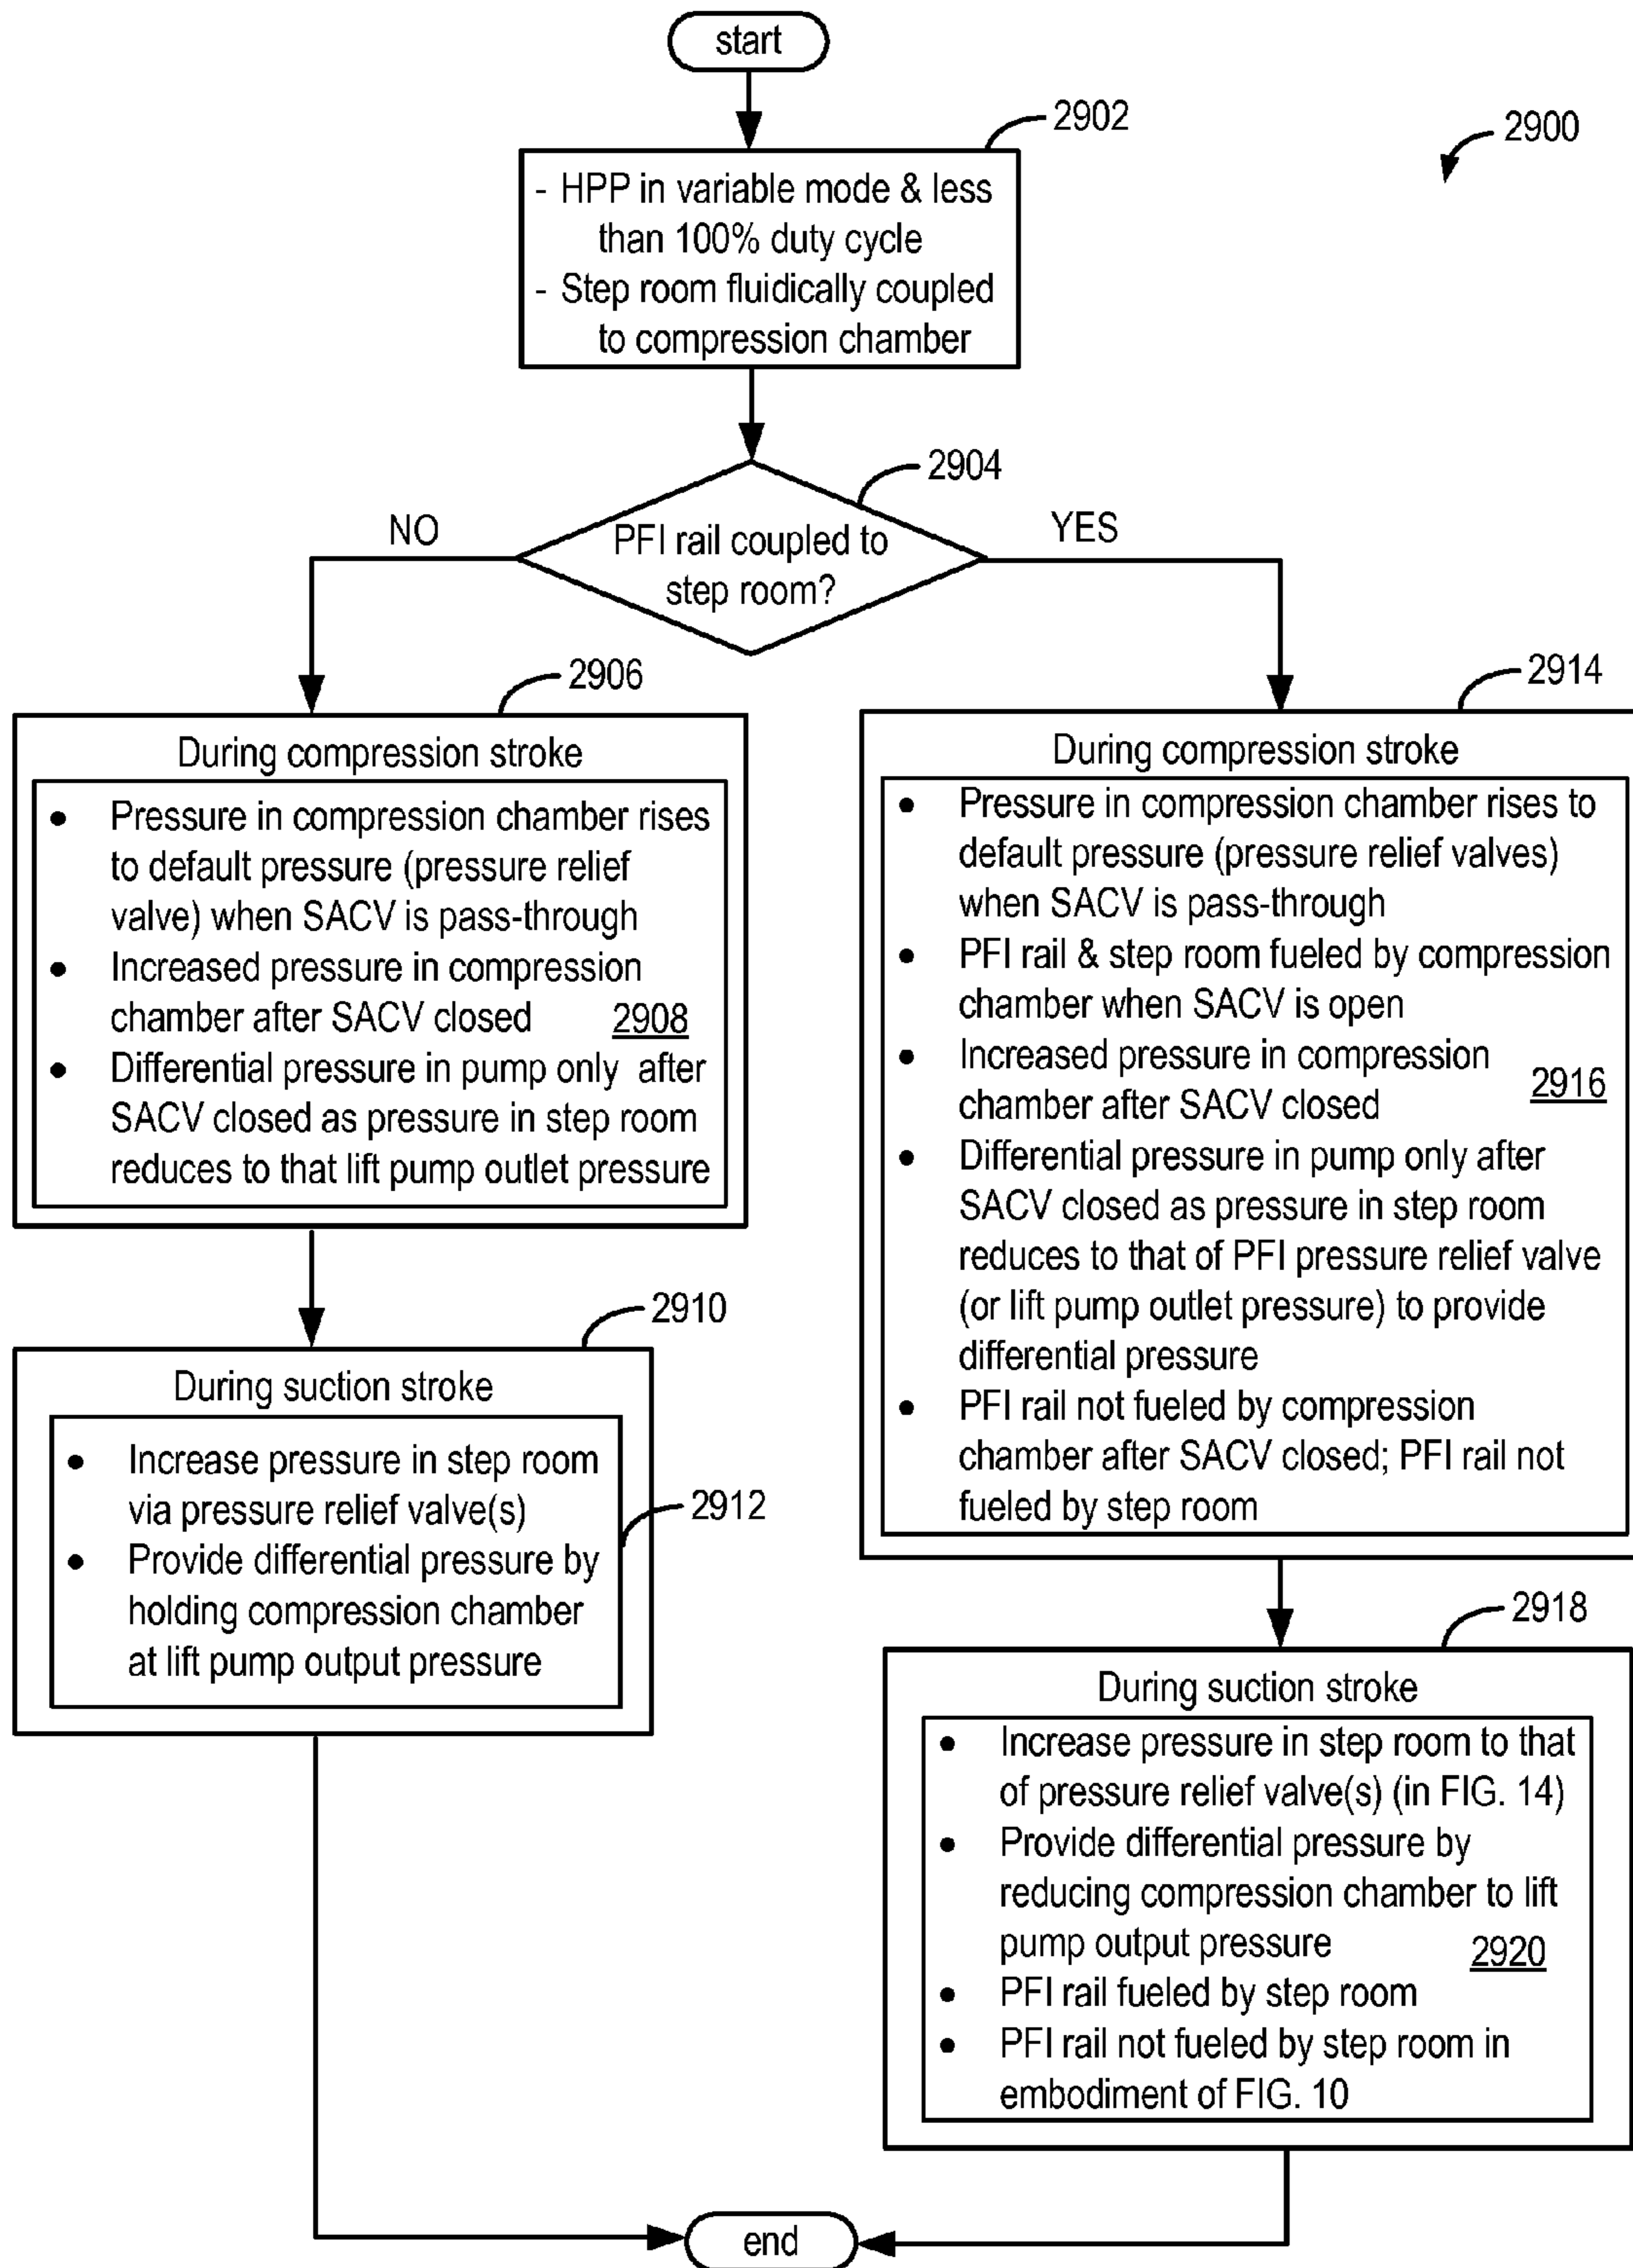 start
2902
2900
- HPP in variable mode & less
than 100% duty cycle
- Step room fluidically coupled
to compression chamber
2904
NO
YES
PFI rail coupled to
step room?
2906
During compression stroke
• Pressure in compression chamber rises
to default pressure (pressure relief
valve) when SACV is pass-through
• Increased pressure in compression
chamber after SACV closed 2908
• Differential pressure in pump only after
SACV closed as pressure in step room
reduces to that lift pump outlet pressure
2910
During suction stroke
• Increase pressure in step room
via pressure relief valve(s)
2912
• Provide differential pressure by
holding compression chamber
at lift pump output pressure
2914
During compression stroke
• Pressure in compression chamber rises to
default pressure (pressure relief valves)
when SACV is pass-through
• PFI rail & step room fueled by compression
chamber when SACV is open
• Increased pressure in compression
chamber after SACV closed
2916
• Differential pressure in pump only after
SACV closed as pressure in step room
reduces to that of PFI pressure relief valve
(or lift pump outlet pressure) to provide
differential pressure
• PFI rail not fueled by compression
chamber after SACV closed; PFI rail not
fueled by step room
2918
During suction stroke
• Increase pressure in step room to that
of pressure relief valve(s) (in FIG. 14)
• Provide differential pressure by
reducing compression chamber to lift
pump output pressure 2920
• PFI rail fueled by step room
• PFI rail not fueled by step room in
embodiment of FIG. 10
end